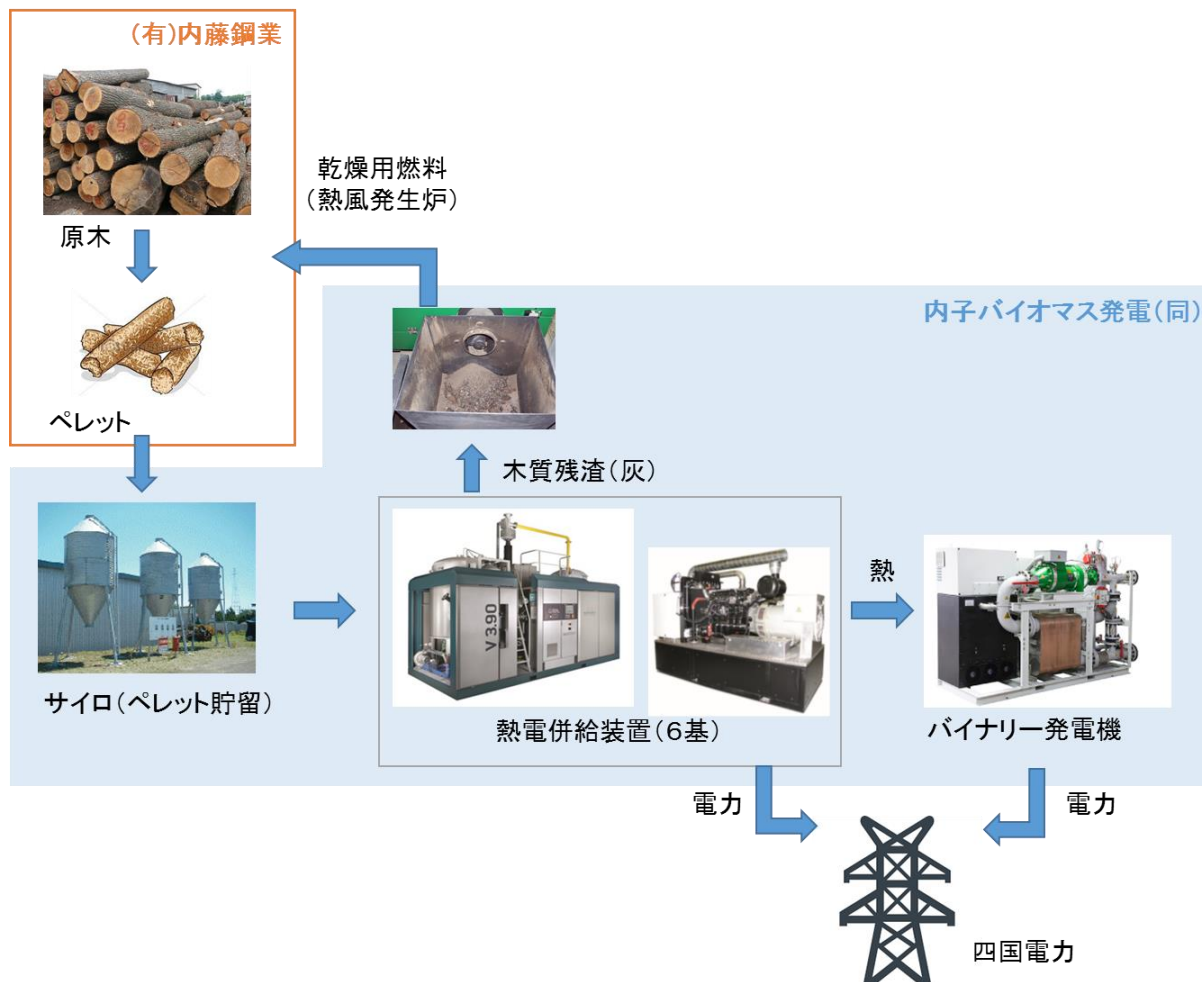 (有)内藤鋼業
乾燥用燃料
(熱風発生炉)
原木
内子バイオマス発電(同)
ペレット
木質残渣(灰)
熱
V 3.90
サイロ(ペレット貯留)
熱電併給装置(6基)
バイナリー発電機
電力
電力
四国電力